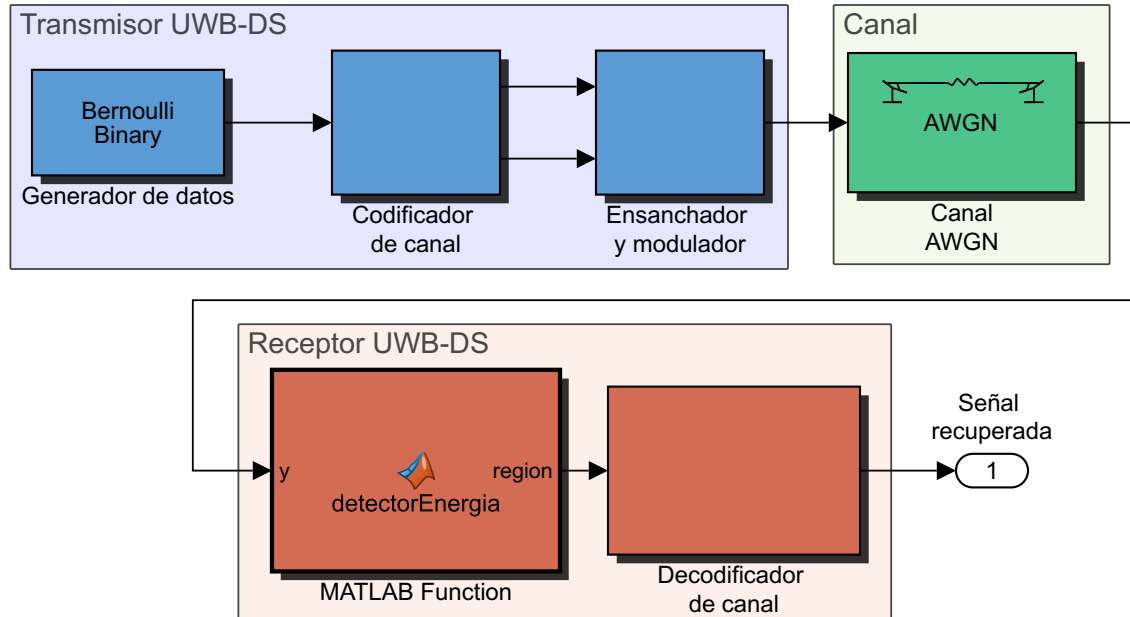 Transmisor UWB-DS
Bernoulli
Binary
Generador de datos
Codificador
de canal
Ensanchador
y modulador
Canal
AWGN
Canal
AWGN
Receptor UWB-DS
y
region
detectorEnergia
MATLAB Function
Decodificador
de canal
Señal
recuperada
1